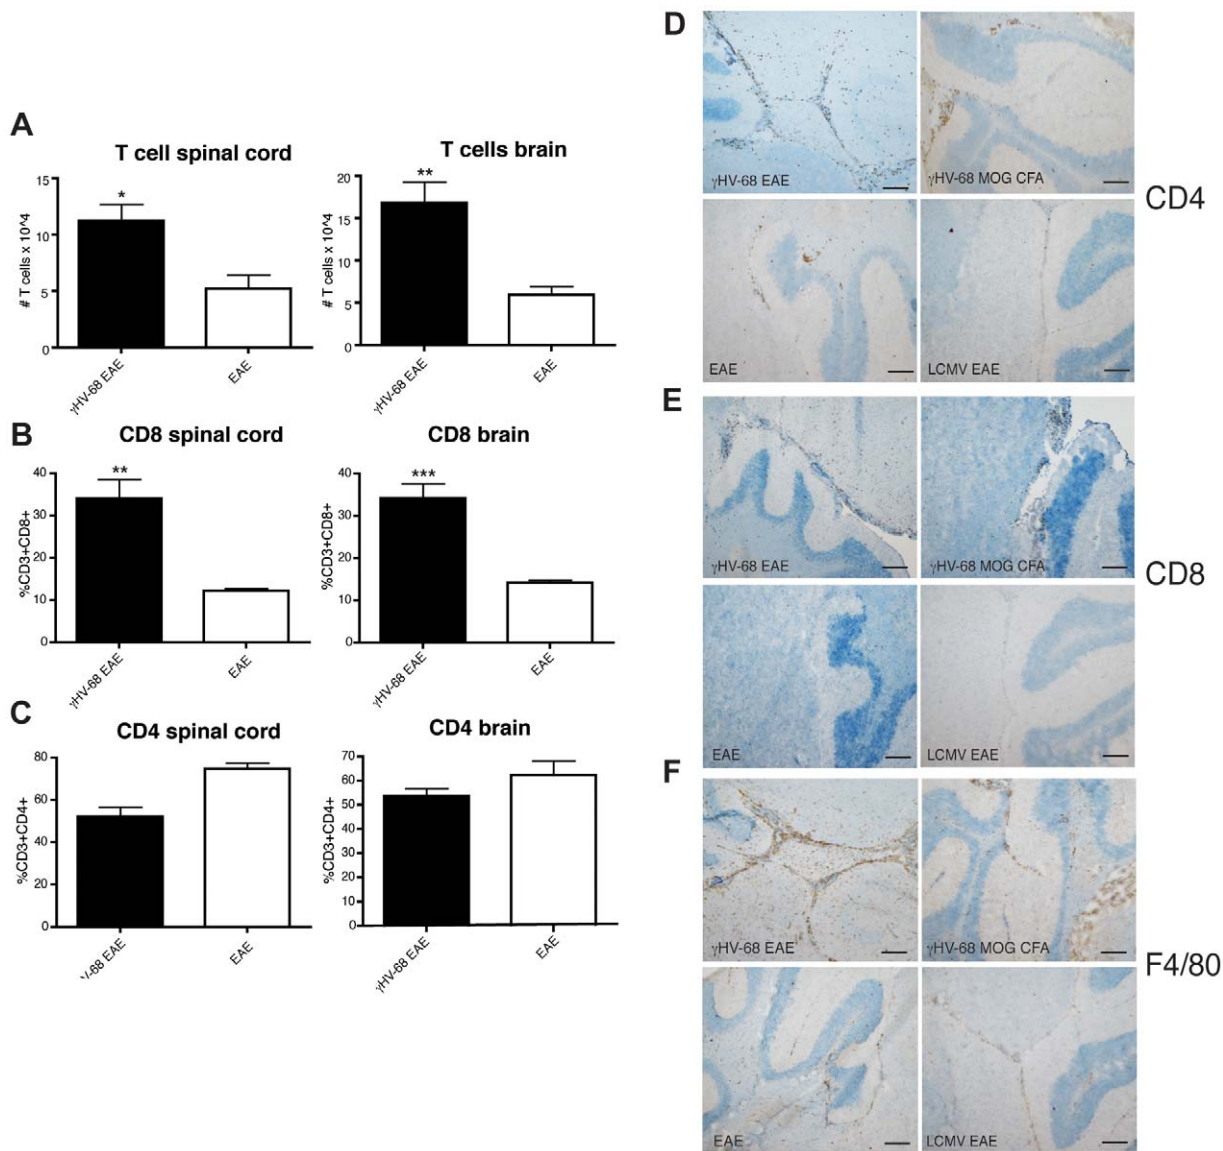 A
T cell spinal cord
# T cells x 10^4
15
10
5
0
*
γHV-68 EAE
EAE
T cells brain
# T cells x 10^4
20
15
10
5
0
**
γHV-68 EAE
EAE
B
CD8 spinal cord
%CD3+CD8+
40
30
20
10
0
**
γHV-68 EAE
EAE
CD8 brain
%CD3+CD8+
40
30
20
10
0
***
γHV-68 EAE
EAE
C
CD4 spinal cord
%CD3+CD4+
80
60
40
20
0
V-68 EAE
EAE
CD4 brain
%CD3+CD4+
70
60
50
40
30
20
10
0
γHV-68 EAE
EAE
D
γHV-68 EAE
γHV-68 MOG CFA
EAE
LCMV EAE
CD4
E
γHV-68 EAE
γHV-68 MOG CFA
EAE
LCMV EAE
CD8
F
γHV-68 EAE
γHV-68 MOG CFA
EAE
LCMV EAE
F4/80